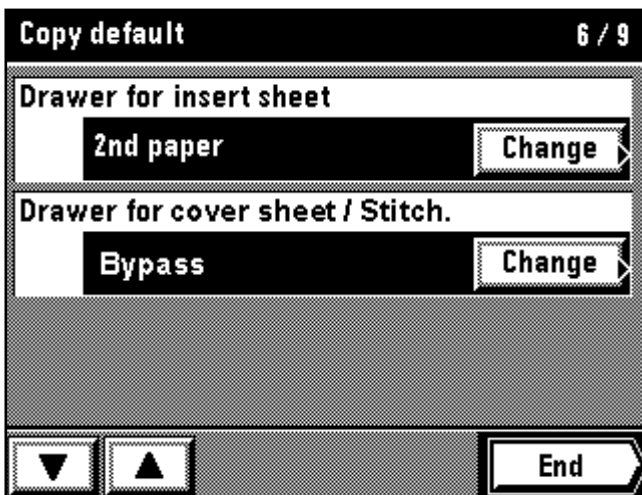 Copy default 6 / 9
Drawer for insert sheet
2nd paper Change
Drawer for cover sheet / Stitch.
Bypass Change
End